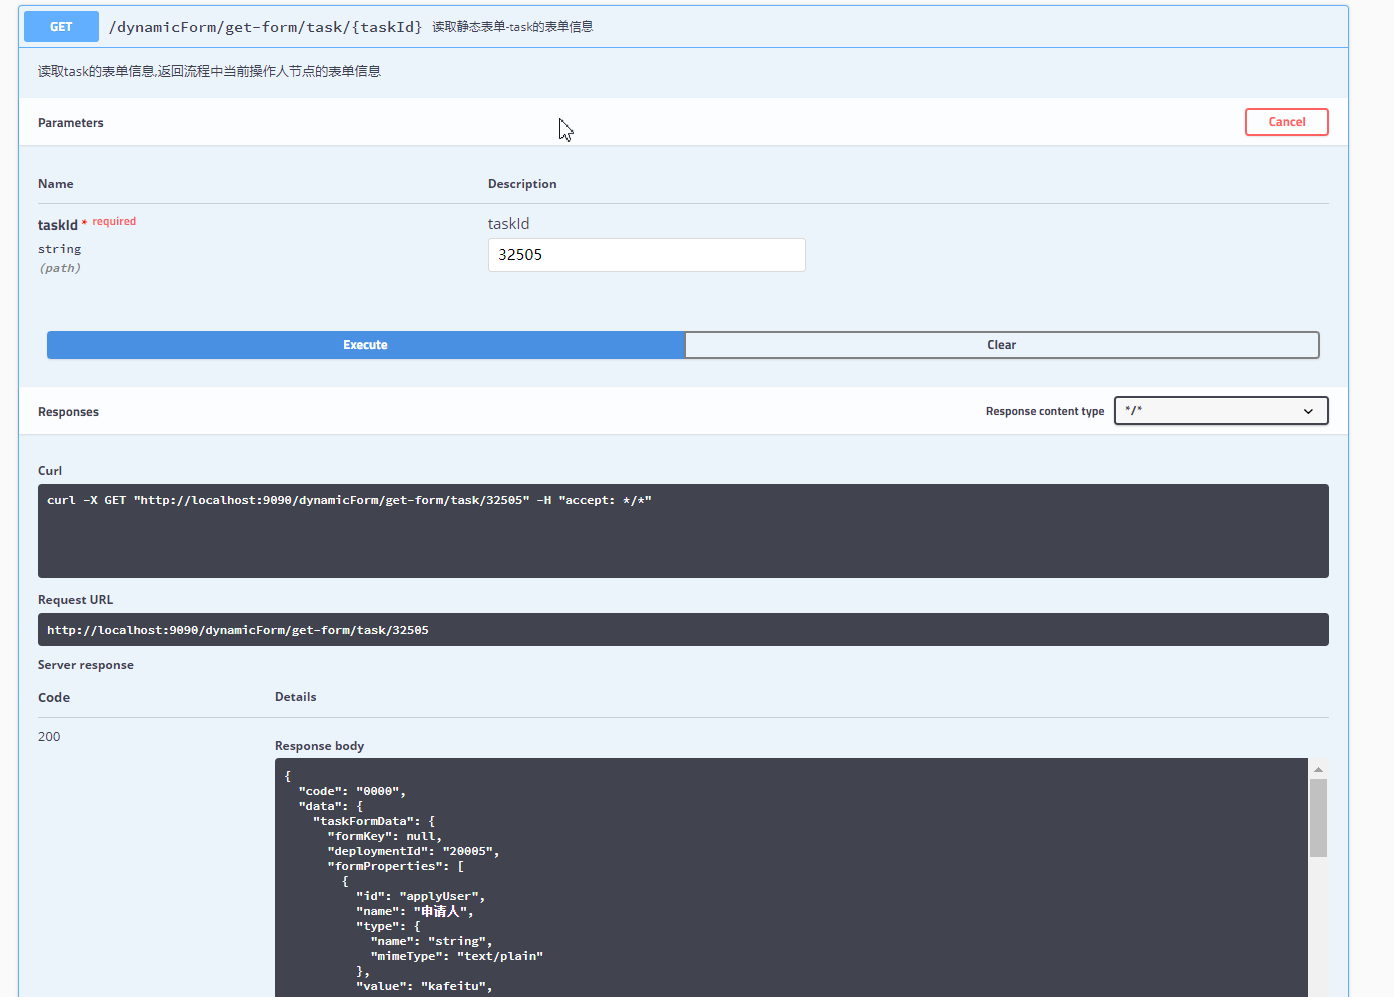 GET /dynamicForm/get-form/task/{taskId} 读取静态表单-task的表单信息
读取task的表单信息,返回流程中当前操作人节点的表单信息
Parameters
Cancel
Name Description
taskId * required
string
(path)
taskId
32505
Execute Clear
Responses Response content type */*
Curl
curl -X GET "http://localhost:9090/dynamicForm/get-form/task/32505" -H "accept: */*"
Request URL
http://localhost:9090/dynamicForm/get-form/task/32505
Server response
Code Details
200
Response body
{
  "code": "0000",
  "data": {
    "taskFormData": {
      "formKey": null,
      "deploymentId": "20005",
      "formProperties": [
        {
          "id": "applyUser",
          "name": "申请人",
          "type": {
            "name": "string",
            "mimeType": "text/plain"
          },
          "value": "kafeitu",